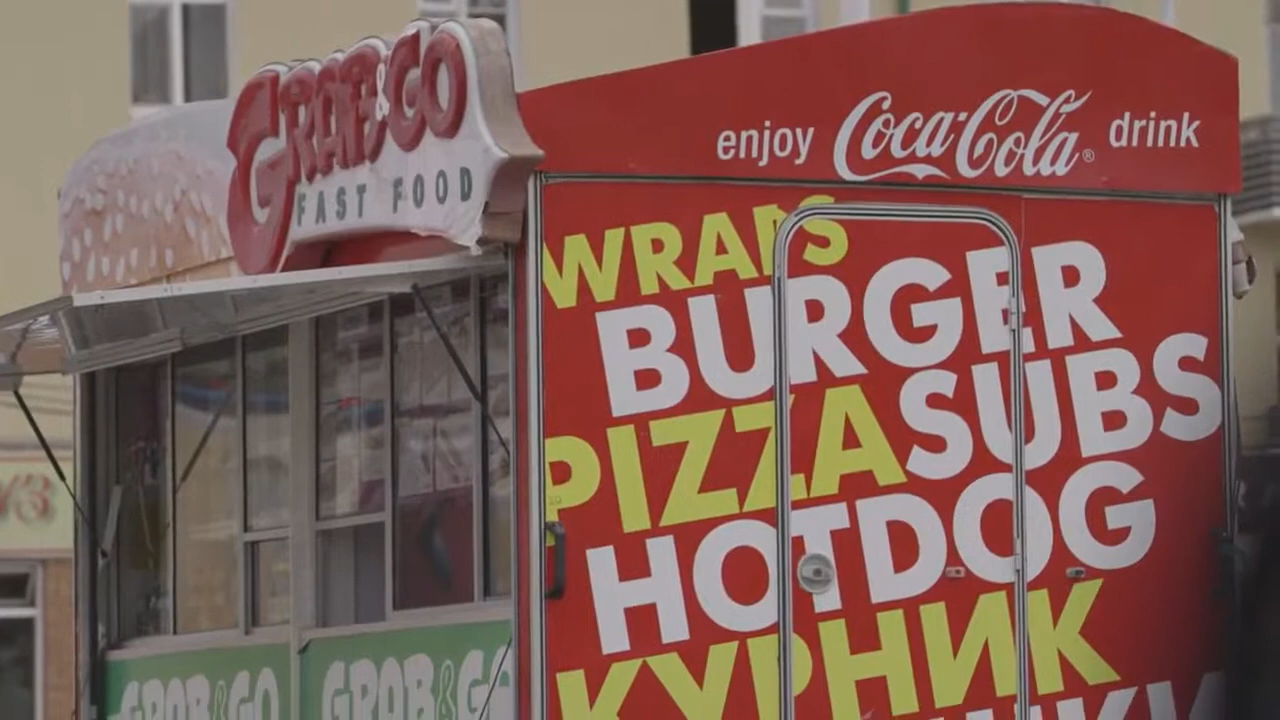 GRAB & GO
FAST FOOD
enjoy Coca-Cola® drink
WRAPS
BURGER
PIZZA SUBS
HOTDOG
КУРНИК
GRAB & GO GRAB & GO